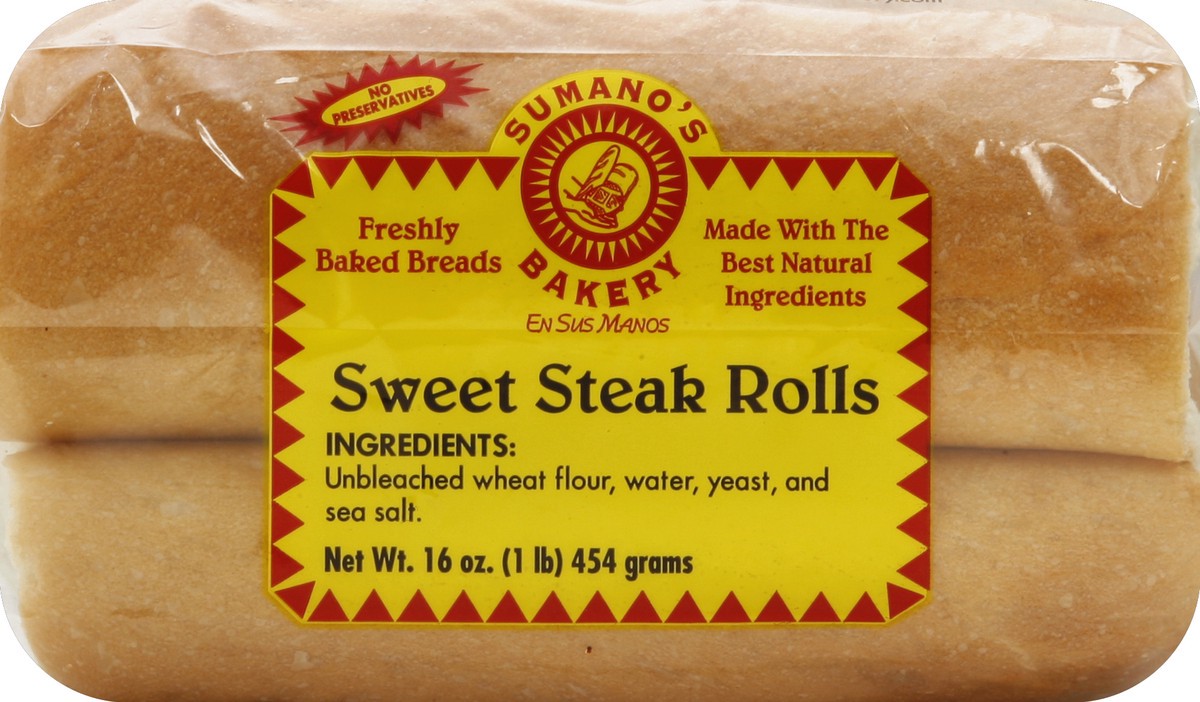 NO
PRESERVATIVES
SUMANO'S
BAKERY
EN SUS MANOS
Freshly
Baked Breads
Made With The
Best Natural
Ingredients
Sweet Steak Rolls
INGREDIENTS:
Unbleached wheat flour, water, yeast, and
sea salt.
Net Wt. 16 oz. (1 lb) 454 grams